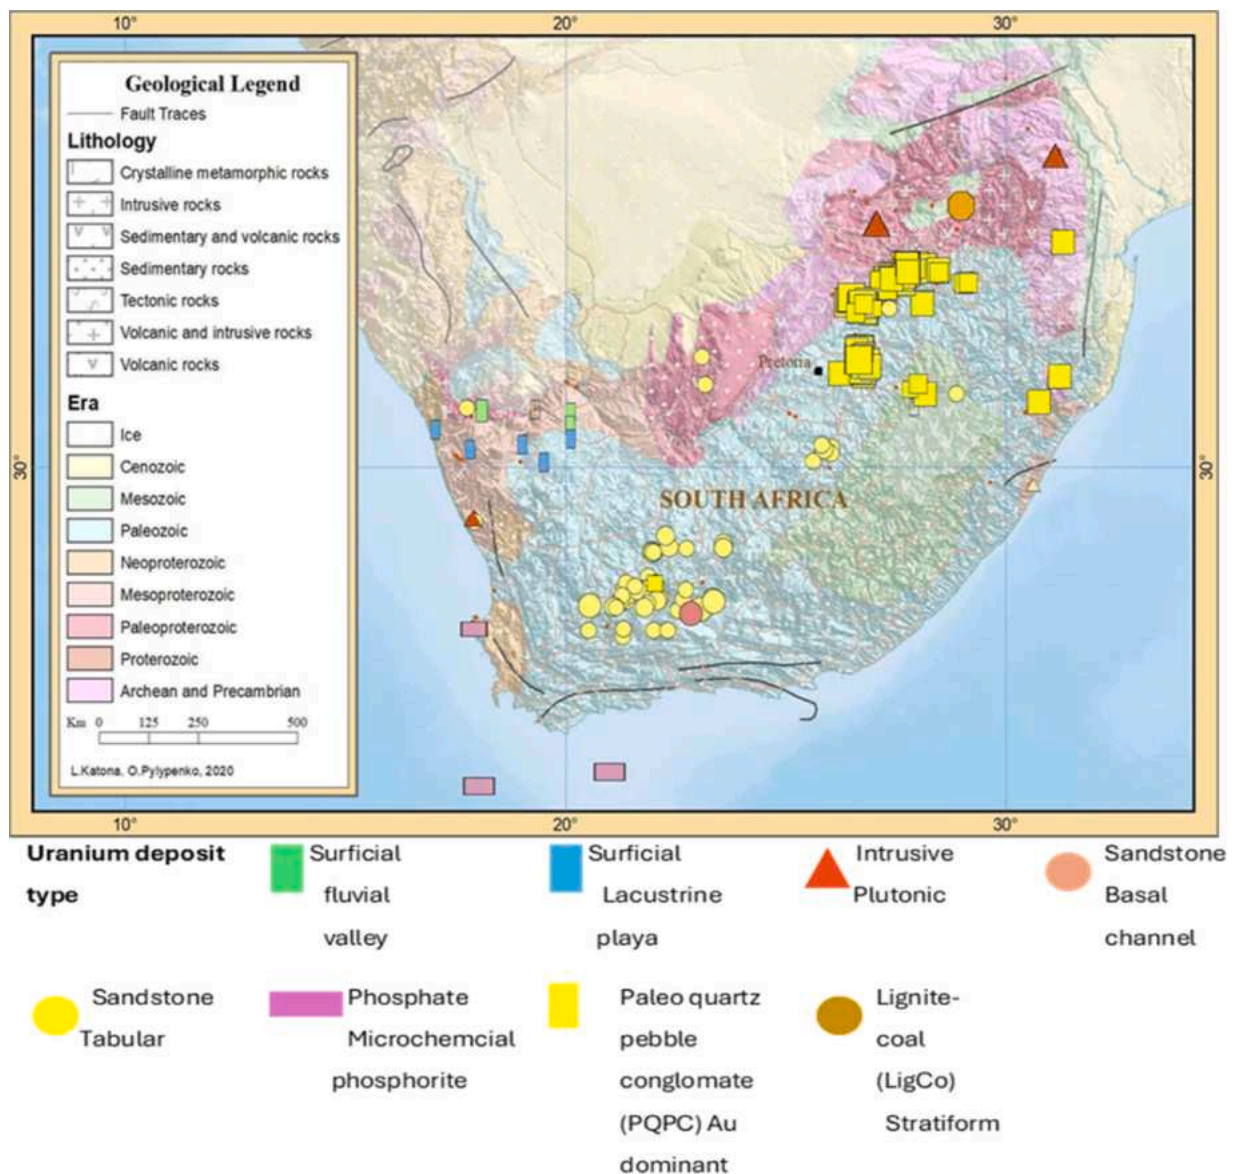 10°
20°
30°
Geological Legend
Fault Traces
Lithology
Crystalline metamorphic rocks
Intrusive rocks
Sedimentary and volcanic rocks
Sedimentary rocks
Tectonic rocks
Volcanic and intrusive rocks
Volcanic rocks
Era
Ice
Cenozoic
Mesozoic
Paleozoic
Neoproterozoic
Mesoproterozoic
Paleoproterozoic
Proterozoic
Archean and Precambrian
Km 0 125 250 500
L.Katona, O.Pylypenko, 2020
Pretoria
SOUTH AFRICA
30°
30°
10°
20°
30°
Uranium deposit
type
Surficial
fluvial
valley
Surficial
Lacustrine
playa
Intrusive
Plutonic
Sandstone
Basal
channel
Sandstone
Tabular
Phosphate
Microchemcial
phosphorite
Paleo quartz
pebble
conglomate
(PQPC) Au
dominant
Lignite-
coal
(LigCo)
Stratiform